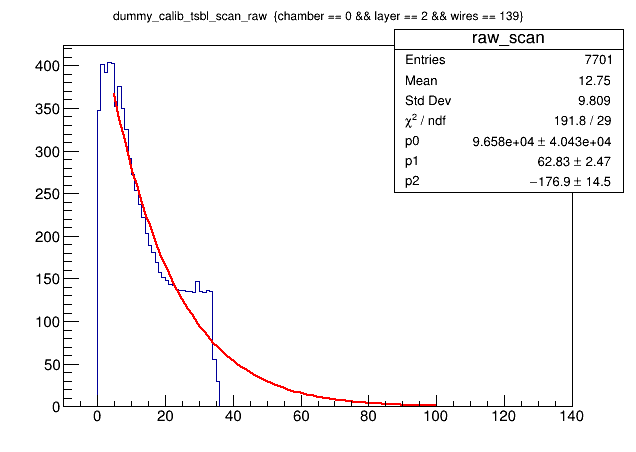 dummy_calib_tsbl_scan_raw {chamber == 0 && layer == 2 && wires == 139}
raw_scan
Entries 7701
Mean 12.75
Std Dev 9.809
χ² / ndf 191.8 / 29
p0 9.658e+04 ± 4.043e+04
p1 62.83 ± 2.47
p2 −176.9 ± 14.5
400
350
300
250
200
150
100
50
0
0 20 40 60 80 100 120 140